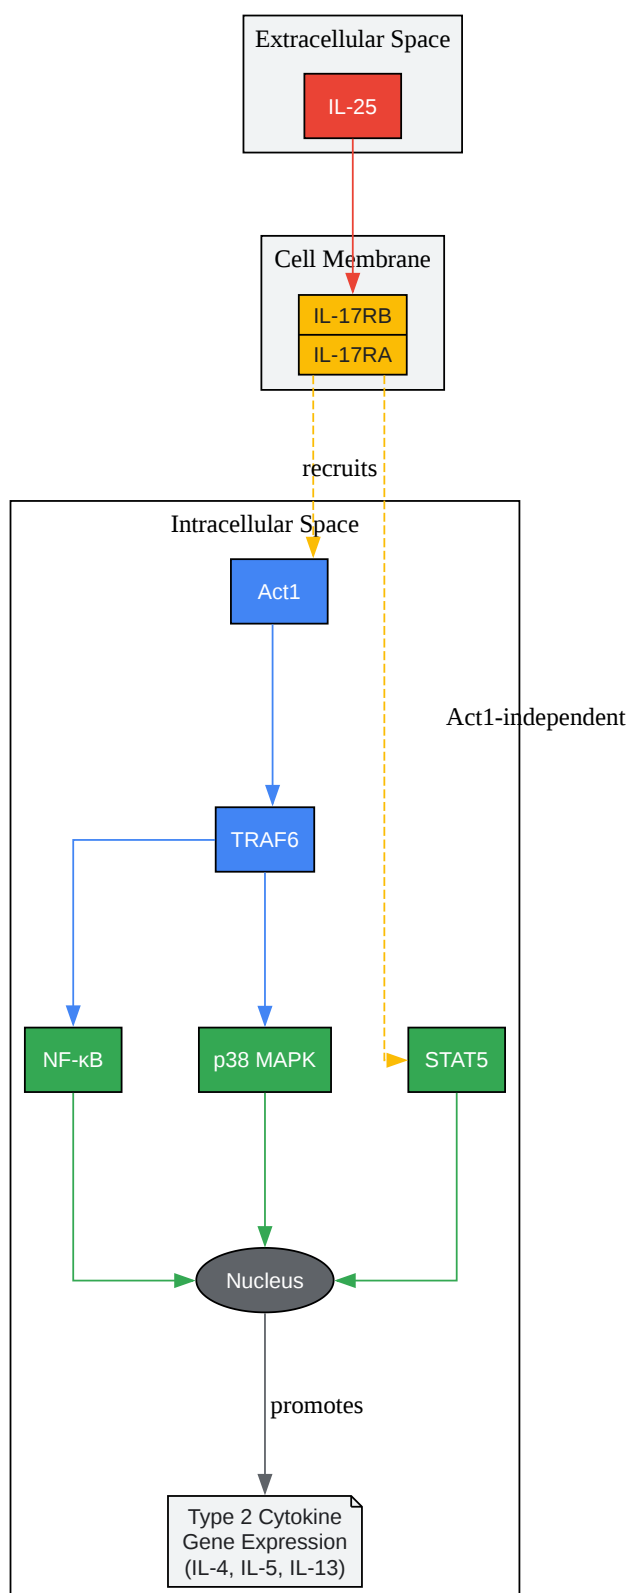 Extracellular Space
IL-25
Cell Membrane
IL-17RB
IL-17RA
recruits
Intracellular Space
Act1
Act1-independent
TRAF6
NF-κB
p38 MAPK
STAT5
Nucleus
promotes
Type 2 Cytokine
Gene Expression
(IL-4, IL-5, IL-13)